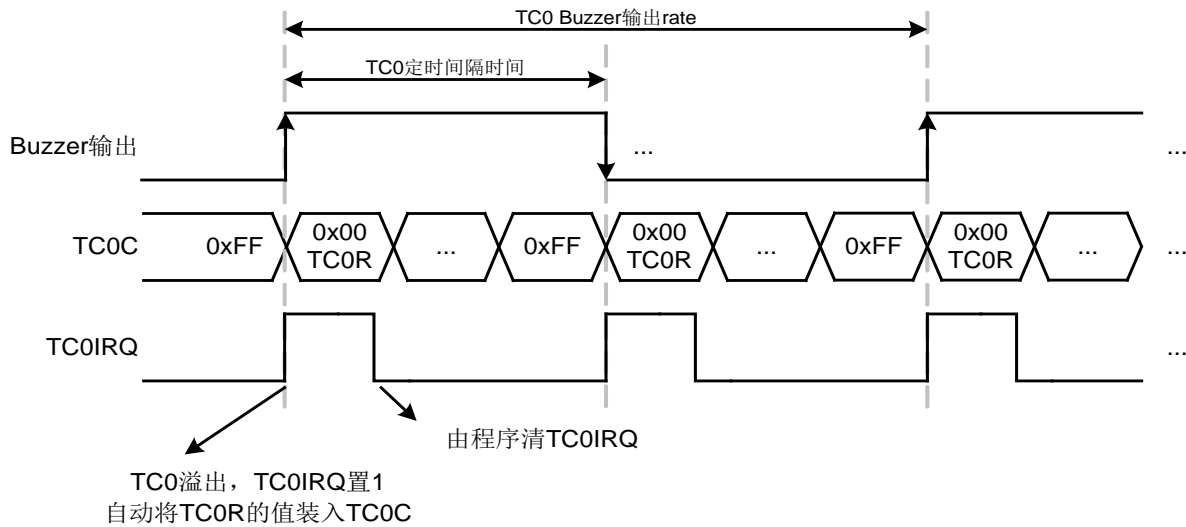 TC0 Buzzer输出rate
TC0定时间隔时间
Buzzer输出
...
...
TC0C
0xFF
0x00
TC0R
...
0xFF
0x00
TC0R
...
0xFF
0x00
TC0R
...
...
TC0IRQ
...
由程序清TC0IRQ
TC0溢出，TC0IRQ置1
自动将TC0R的值装入TC0C